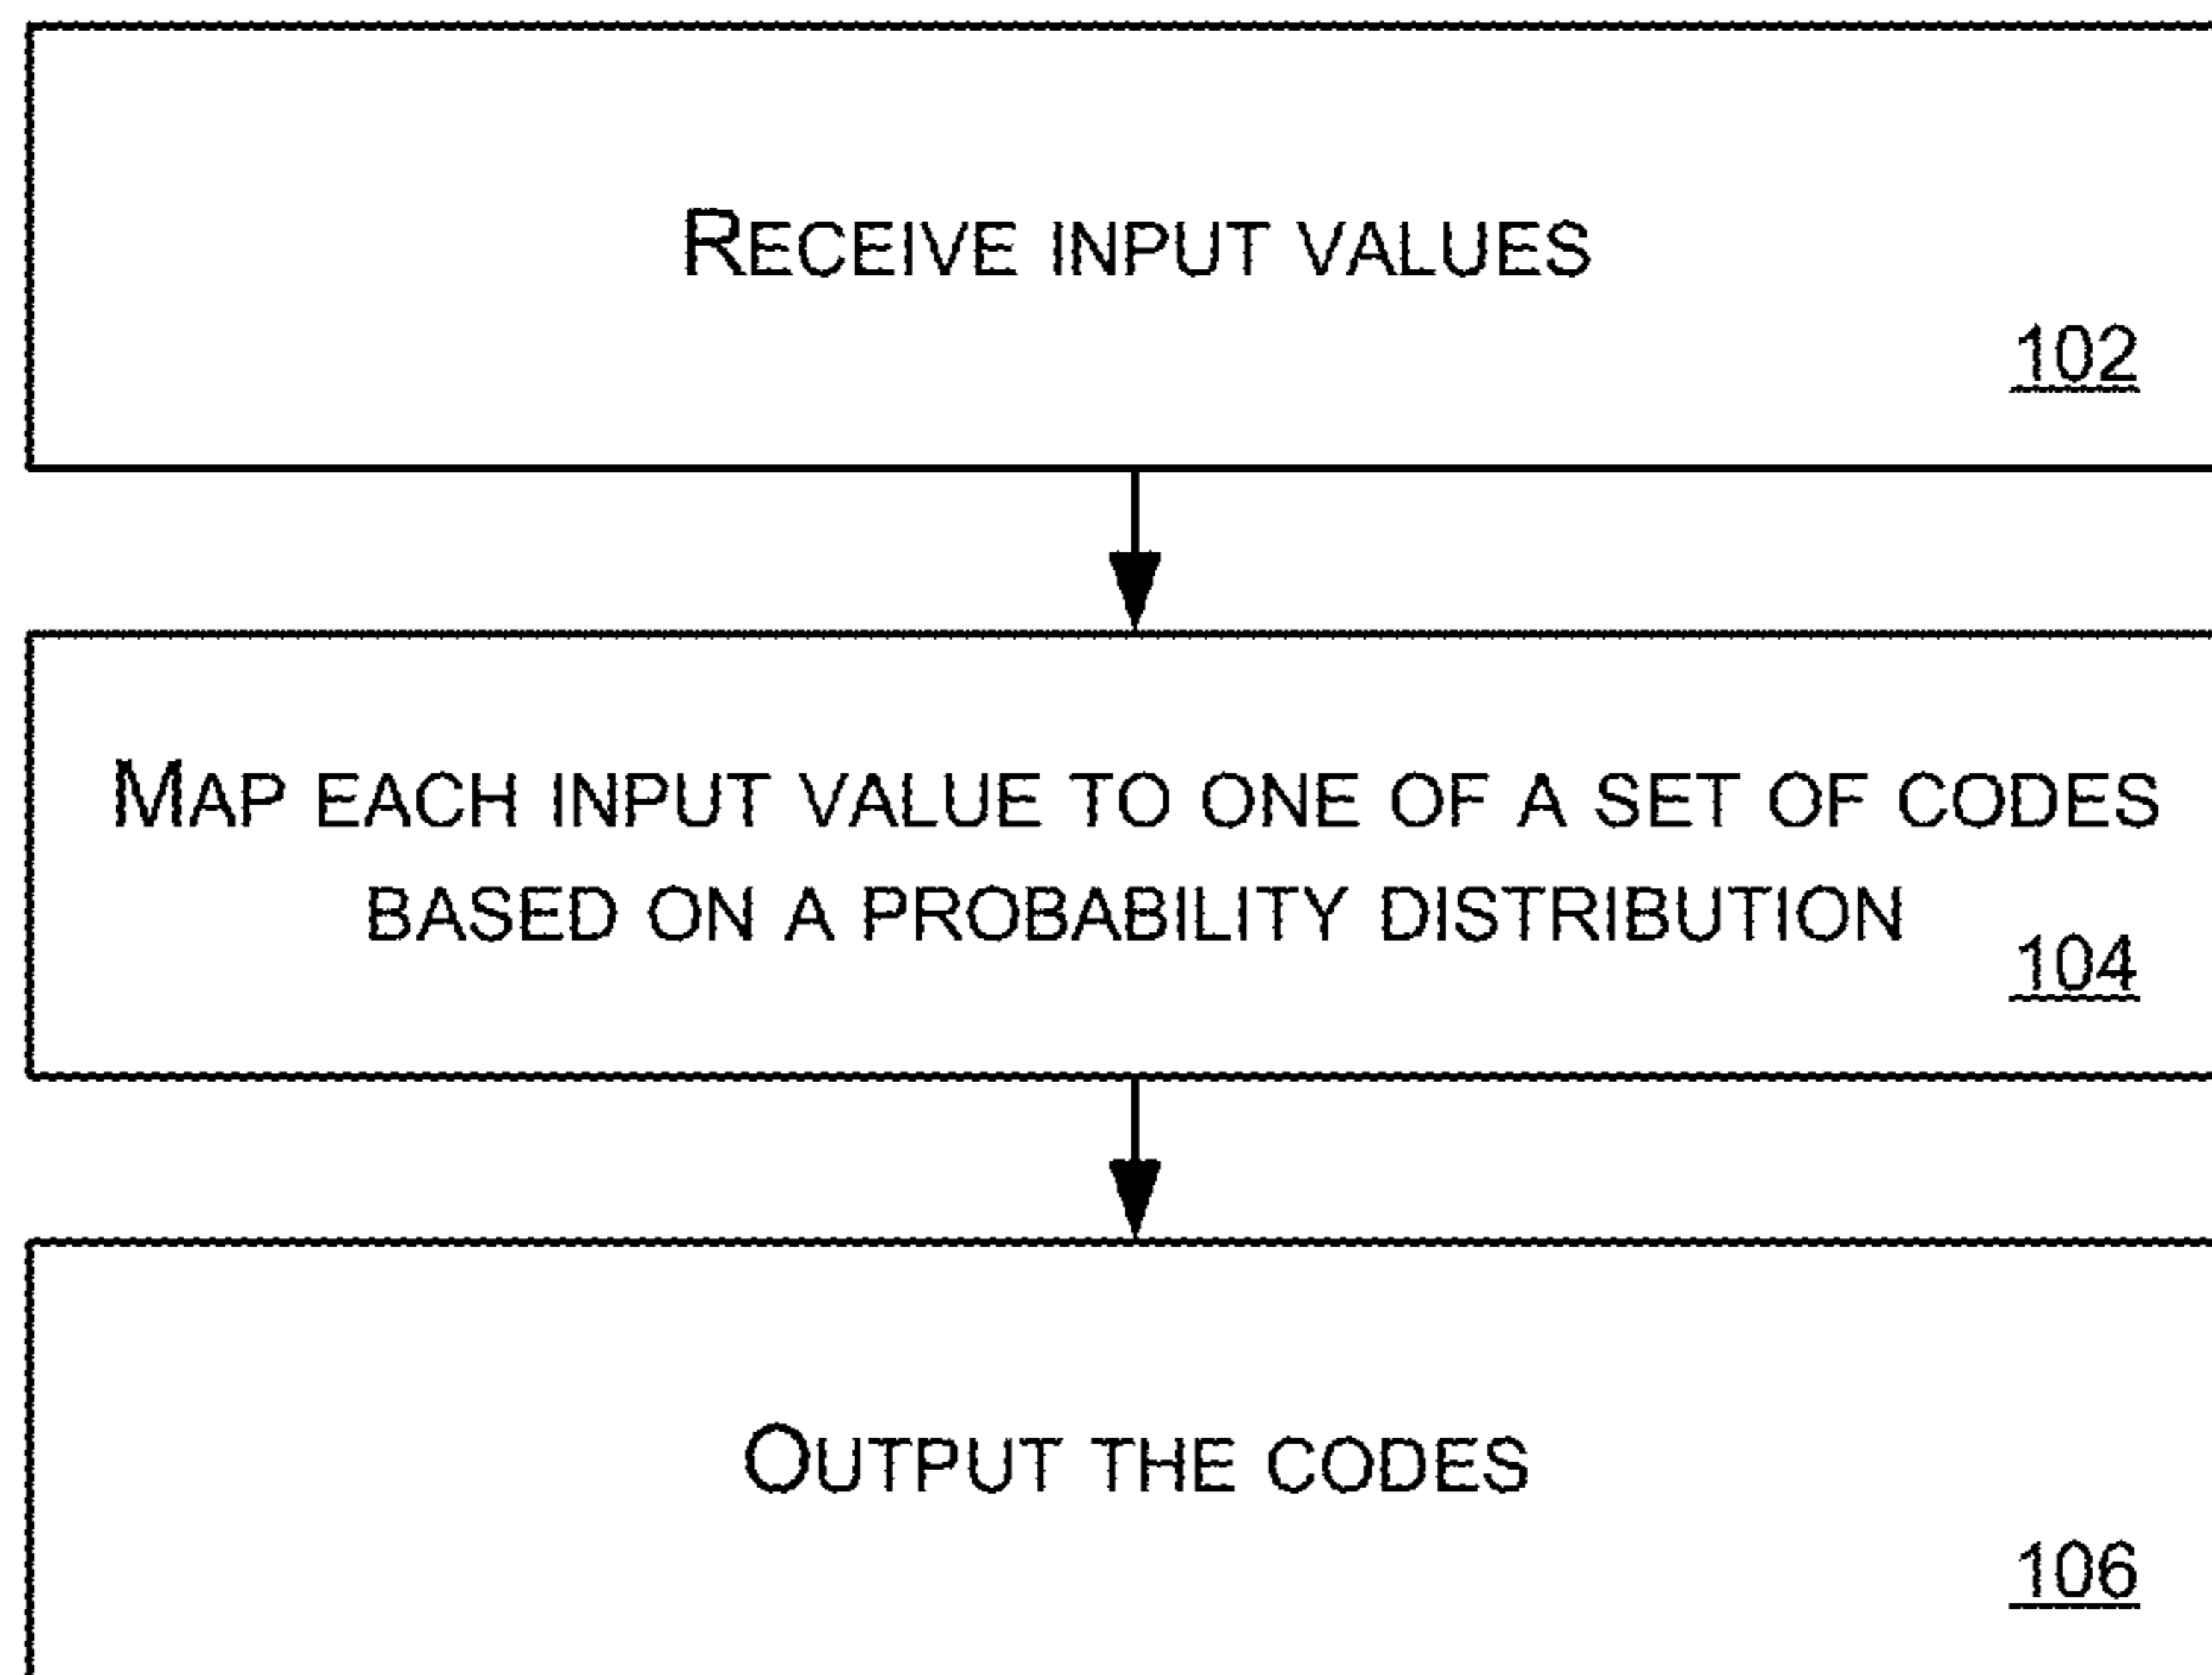 RECEIVE INPUT VALUES
102
MAP EACH INPUT VALUE TO ONE OF A SET OF CODES
BASED ON A PROBABILITY DISTRIBUTION
104
OUTPUT THE CODES
106